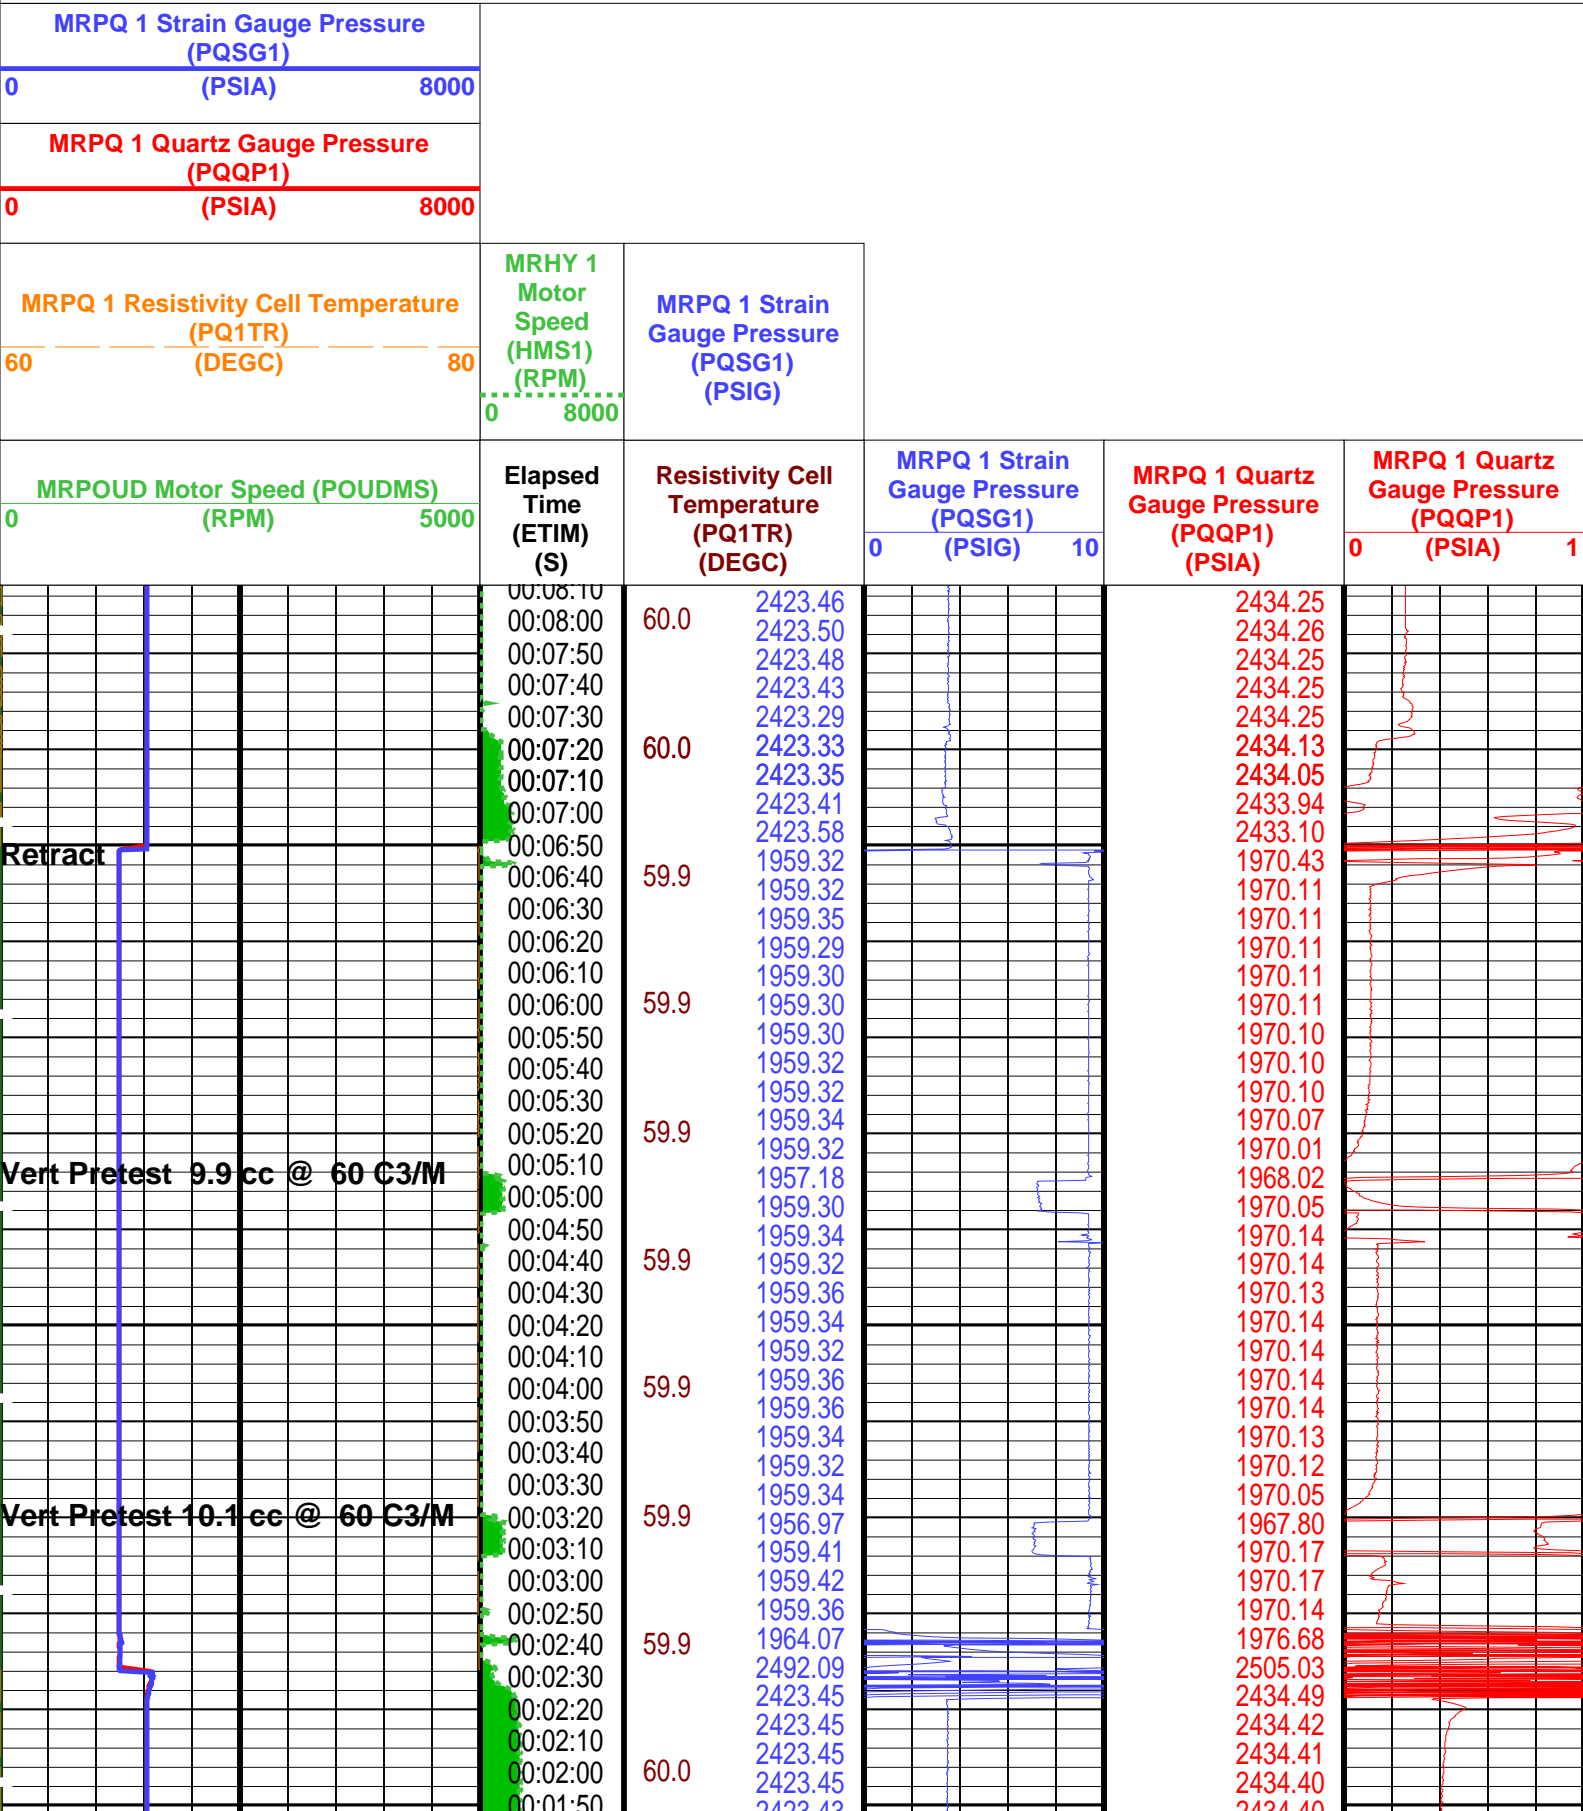 MRPQ 1 Strain Gauge Pressure
(PQSG1)
0 (PSIA) 8000
MRPQ 1 Quartz Gauge Pressure
(PQQP1)
0 (PSIA) 8000
MRPQ 1 Resistivity Cell Temperature
(PQ1TR)
60 (DEGC) 80
MRHY 1
Motor
Speed
(HMS1)
(RPM)
0 8000
MRPQ 1 Strain
Gauge Pressure
(PQSG1)
(PSIG)
MRPOUD Motor Speed (POUDMS)
0 (RPM) 5000
Elapsed
Time
(ETIM)
(S)
Resistivity Cell
Temperature
(PQ1TR)
(DEGC)
MRPQ 1 Strain
Gauge Pressure
(PQSG1)
0 (PSIG) 10
MRPQ 1 Quartz
Gauge Pressure
(PQQP1)
(PSIA)
MRPQ 1 Quartz
Gauge Pressure
(PQQP1)
0 (PSIA) 1
00:08:10
2423.46 2434.25
00:08:00 60.0
2423.50 2434.26
00:07:50 2423.48 2434.25
00:07:40 2423.43 2434.25
00:07:30 2423.29 2434.25
00:07:20 60.0 2423.33 2434.13
00:07:10 2423.35 2434.05
00:07:00 2423.41 2433.94
2423.58 2433.10
00:06:50
Retract 1959.32 1970.43
00:06:40 59.9
1959.32 1970.11
00:06:30 1959.35 1970.11
00:06:20 1959.29 1970.11
00:06:10 1959.30 1970.11
00:06:00 59.9 1959.30 1970.11
00:05:50 1959.30 1970.10
00:05:40 1959.32 1970.10
00:05:30 1959.32 1970.10
1959.34 1970.07
00:05:20 59.9
1959.32 1970.01
00:05:10
Vert Pretest 9.9 cc @ 60 C3/M 1957.18 1968.02
00:05:00 1959.30 1970.05
00:04:50 1959.34 1970.14
00:04:40 59.9 1959.32 1970.14
00:04:30 1959.36 1970.13
00:04:20 1959.34 1970.14
00:04:10 1959.32 1970.14
00:04:00 59.9 1959.36 1970.14
1959.36 1970.14
00:03:50
1959.34 1970.13
00:03:40
1959.32 1970.12
00:03:30 1959.34 1970.05
Vert Pretest 10.1 cc @ 60 C3/M 00:03:20 59.9 1956.97 1967.80
00:03:10 1959.41 1970.17
00:03:00 1959.42 1970.17
00:02:50 1959.36 1970.14
00:02:40 59.9 1964.07 1976.68
00:02:30 2492.09 2505.03
2423.45 2434.49
00:02:20
2423.45 2434.42
00:02:10
2423.45 2434.41
00:02:00 60.0
2423.45 2434.40
00:01:50 2423.43 2434.40